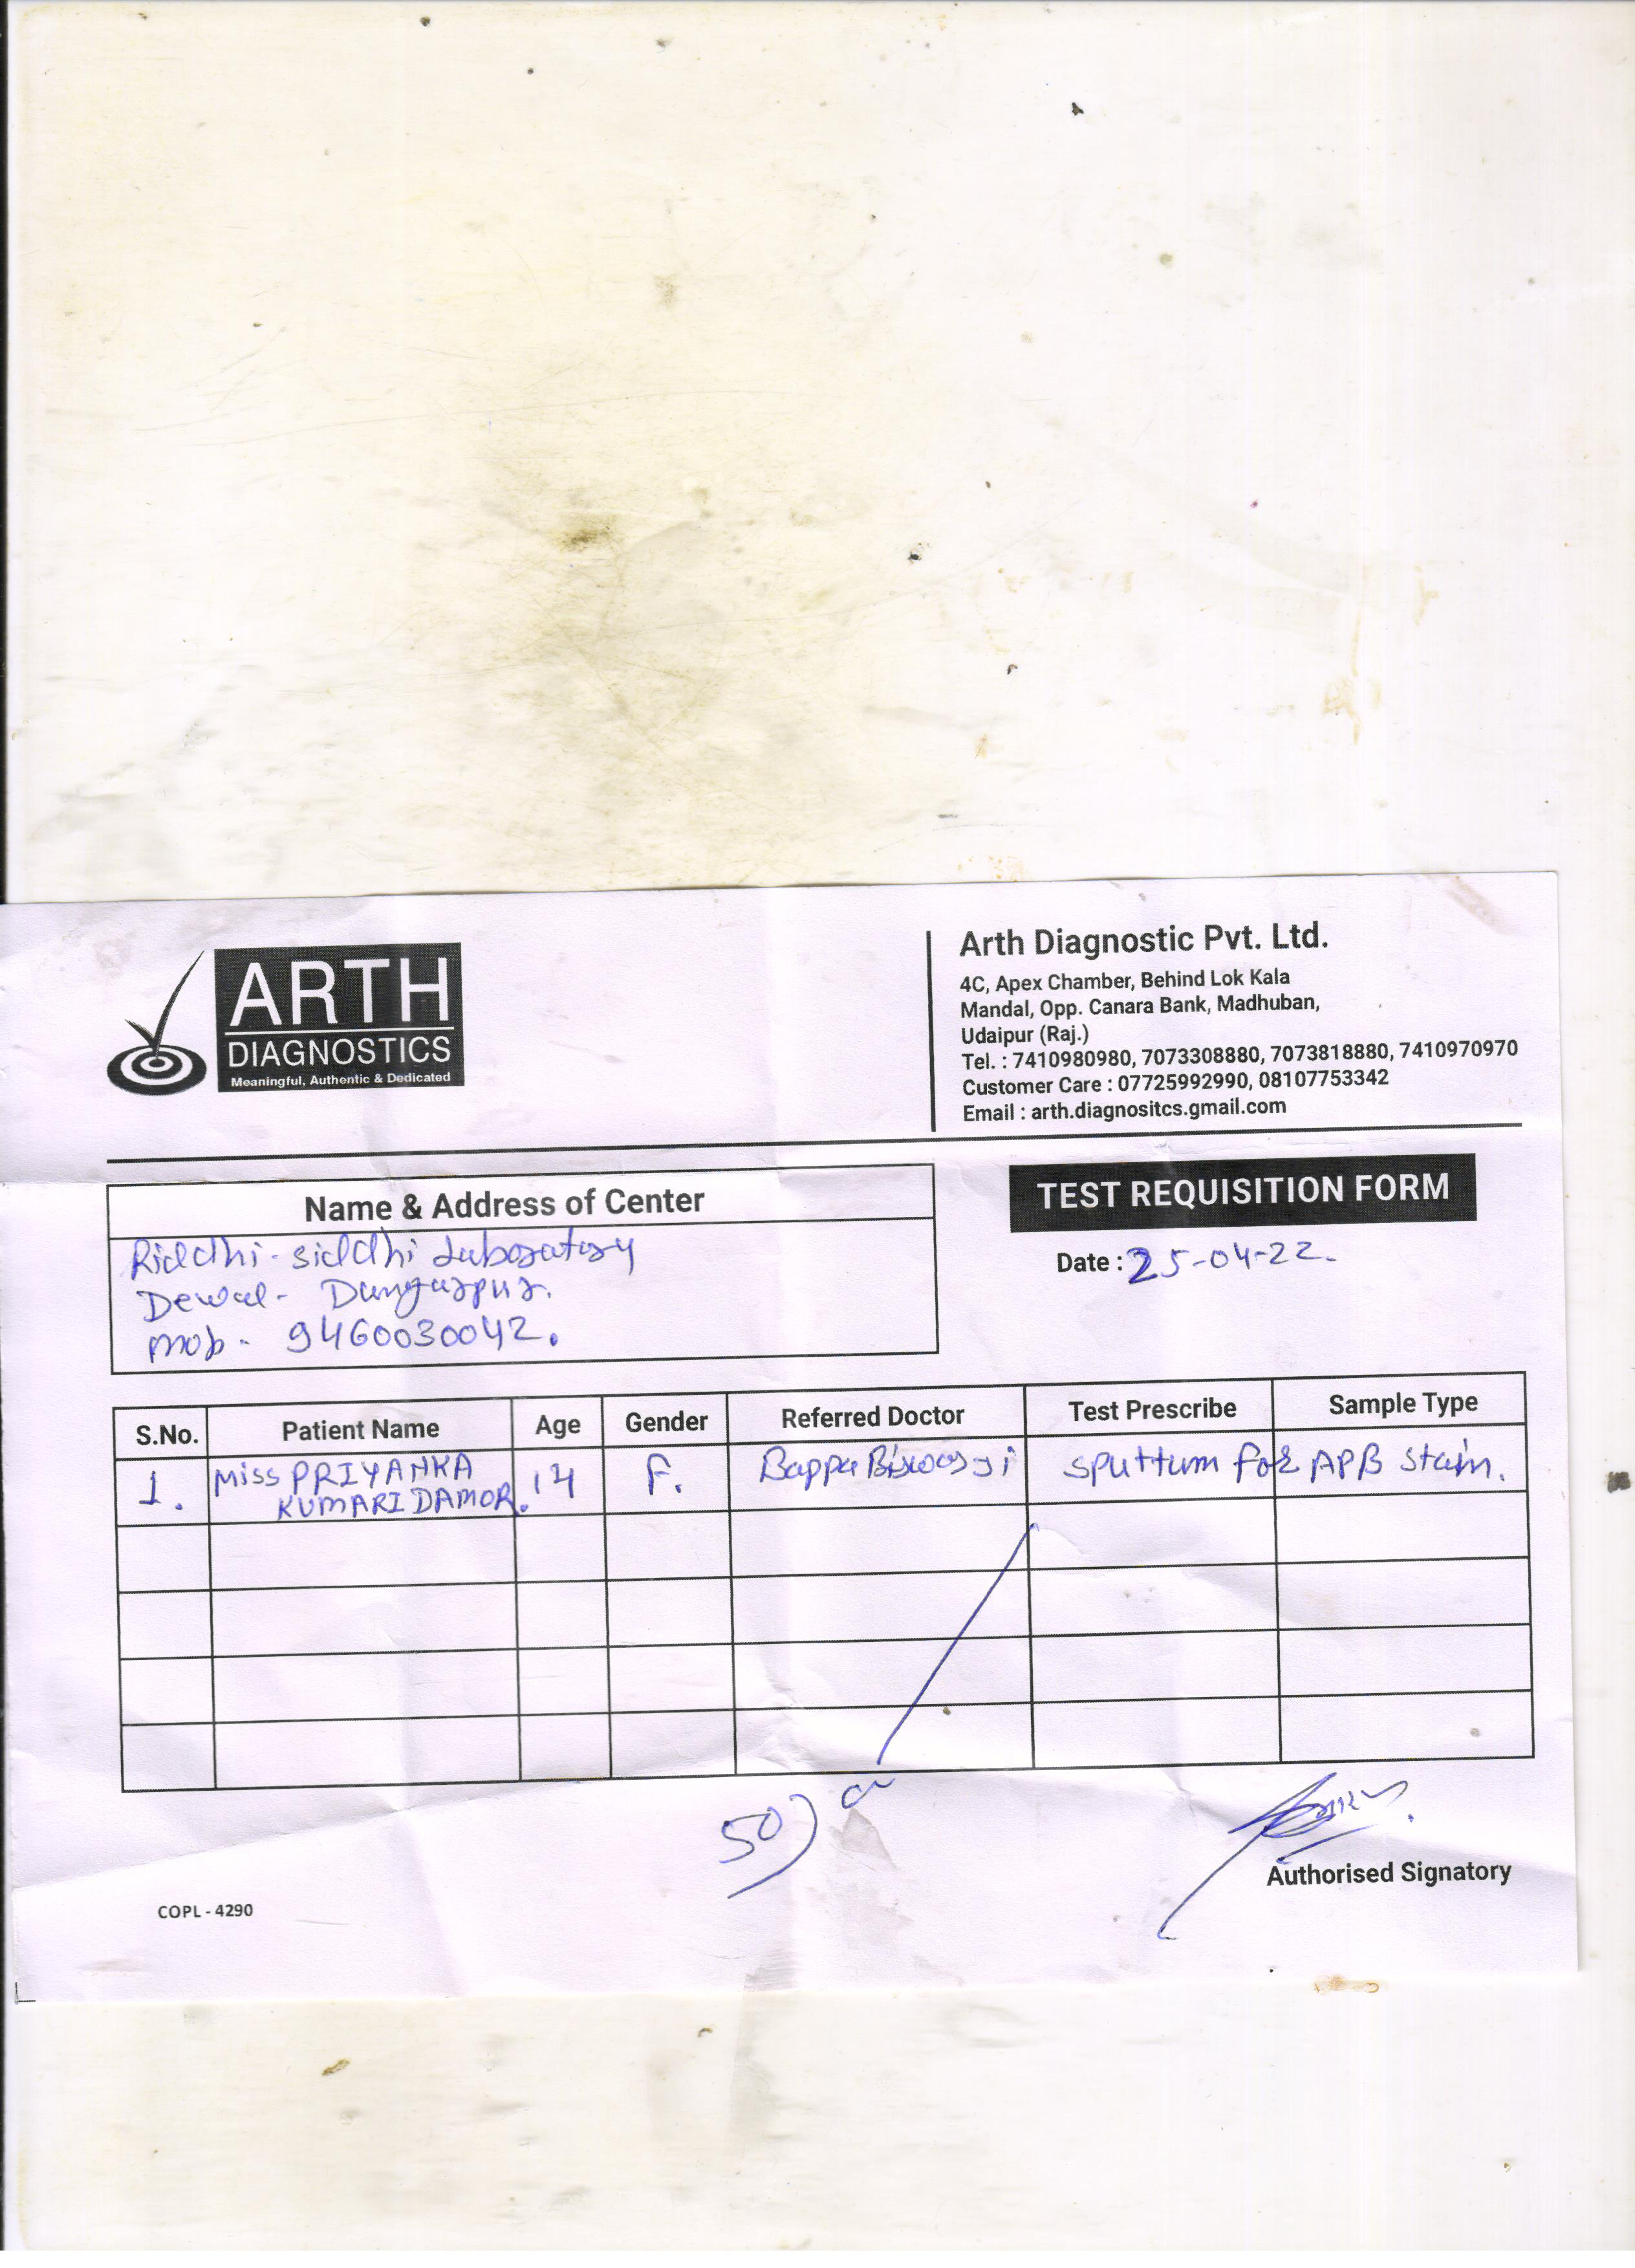 ARTH
DIAGNOSTICS
Meaningful, Authentic & Dedicated
Arth Diagnostic Pvt. Ltd.
4C, Apex Chamber, Behind Lok Kala
Mandal, Opp. Canara Bank, Madhuban,
Udaipur (Raj.)
Tel. : 7410980980, 7073308880, 7073818880, 7410970970
Customer Care : 07725992990, 08107753342
Email : arth.diagnositcs.gmail.com
Name & Address of Center
Riddhi-siddhi Laboratory
Dewal- Dungarpur.
mob- 9460030042.
TEST REQUISITION FORM
Date : 25-04-22.
S.No. Patient Name Age Gender Referred Doctor Test Prescribe Sample Type
1. Miss PRIYANKA 14 F. Bappa Biswas ji sputtum for AFB stain.
KUMARI DAMOR.
50)
Authorised Signatory
COPL - 4290